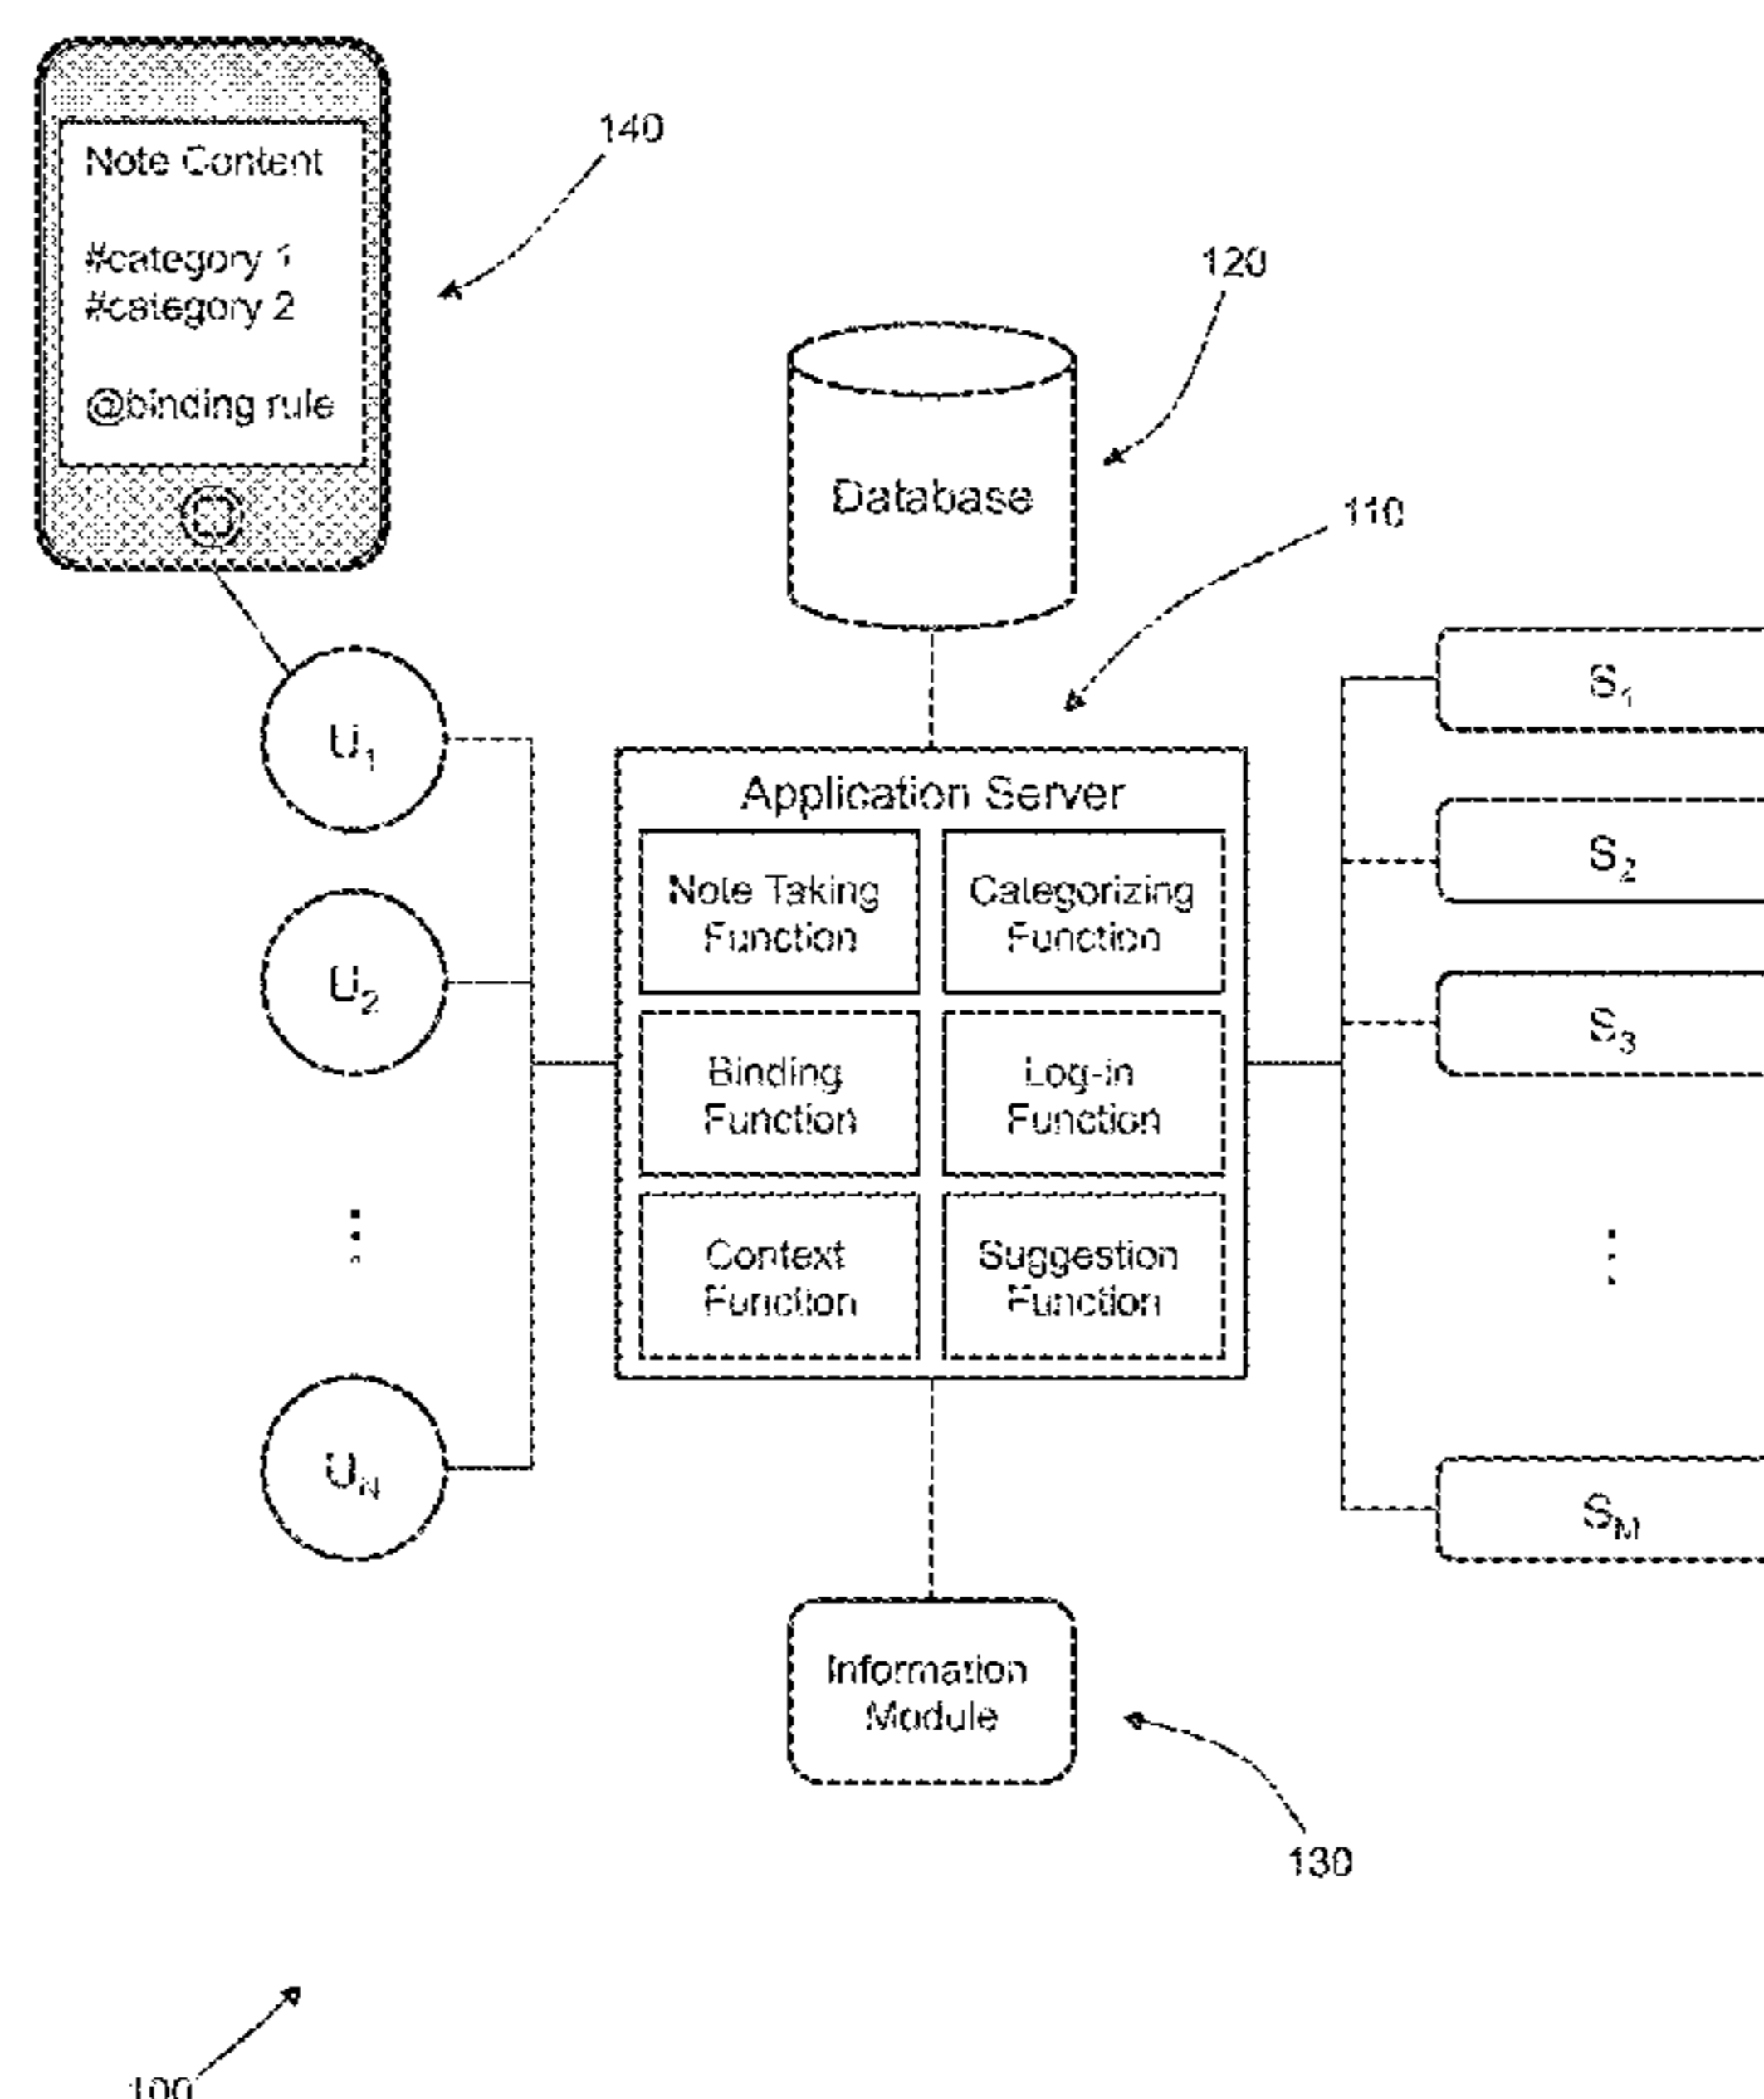 Note Content
#category 1
#category 2
@binding rule
140
120
Database
110
U1
U2
⋮
UN
Application Server
Note Taking
Function
Categorizing
Function
Binding
Function
Log-in
Function
Context
Function
Suggestion
Function
S1
S2
S3
⋮
SM
Information
Module
130
100